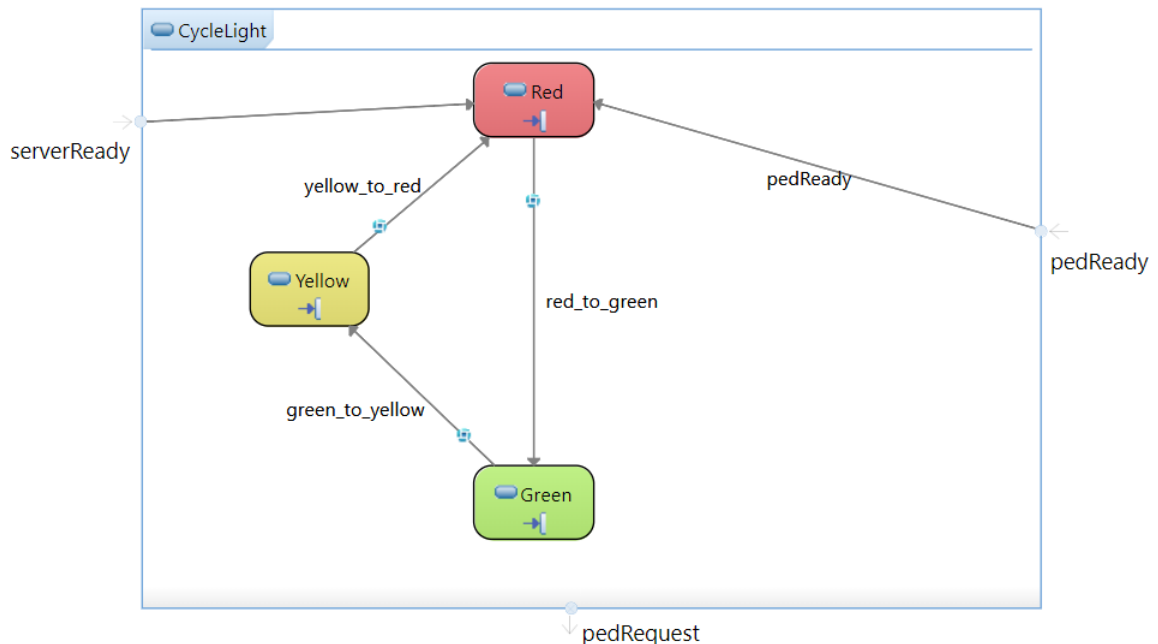 CycleLight
Red
serverReady
yellow_to_red
pedReady
pedReady
Yellow
red_to_green
green_to_yellow
Green
pedRequest